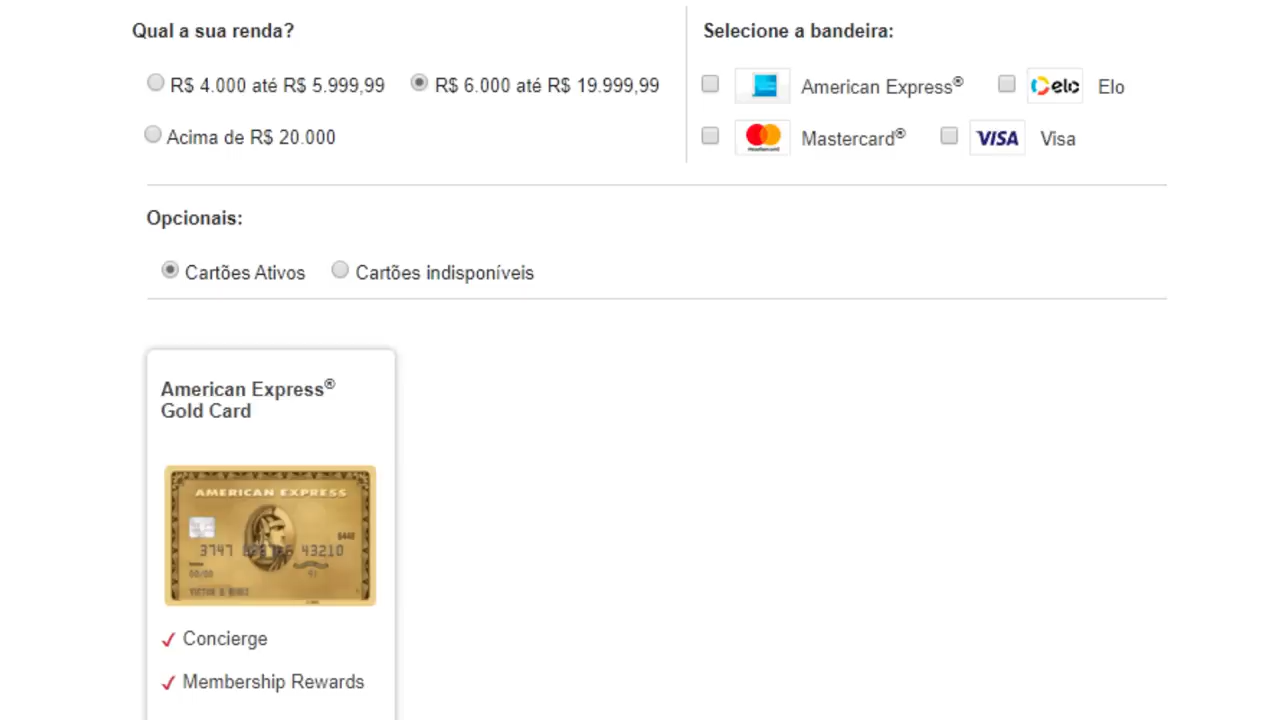 Qual a sua renda?
R$ 4.000 até R$ 5.999,99
R$ 6.000 até R$ 19.999,99
Acima de R$ 20.000
Selecione a bandeira:
American Express®
elo
Elo
Mastercard®
VISA
Visa
Opcionais:
Cartões Ativos
Cartões indisponíveis
American Express®
Gold Card
AMERICAN EXPRESS
3747
43210
Concierge
Membership Rewards